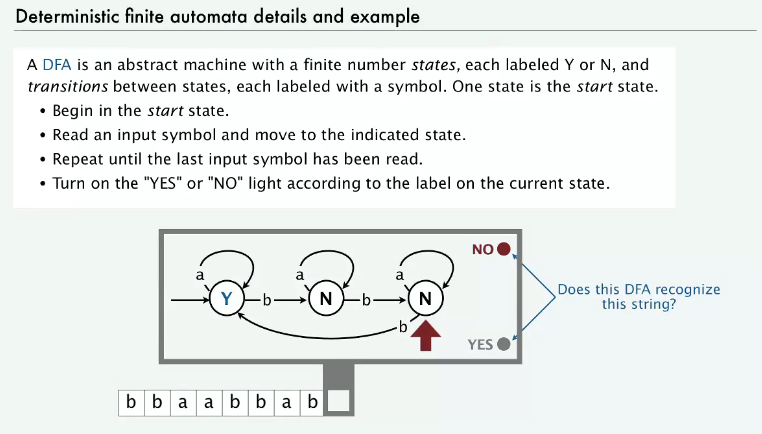 Deterministic finite automata details and example
A DFA is an abstract machine with a finite number states, each labeled Y or N, and
transitions between states, each labeled with a symbol. One state is the start state.
• Begin in the start state.
• Read an input symbol and move to the indicated state.
• Repeat until the last input symbol has been read.
• Turn on the "YES" or "NO" light according to the label on the current state.
NO
a a a
Y b N b N
b
YES
Does this DFA recognize
this string?
b b a a b b a b